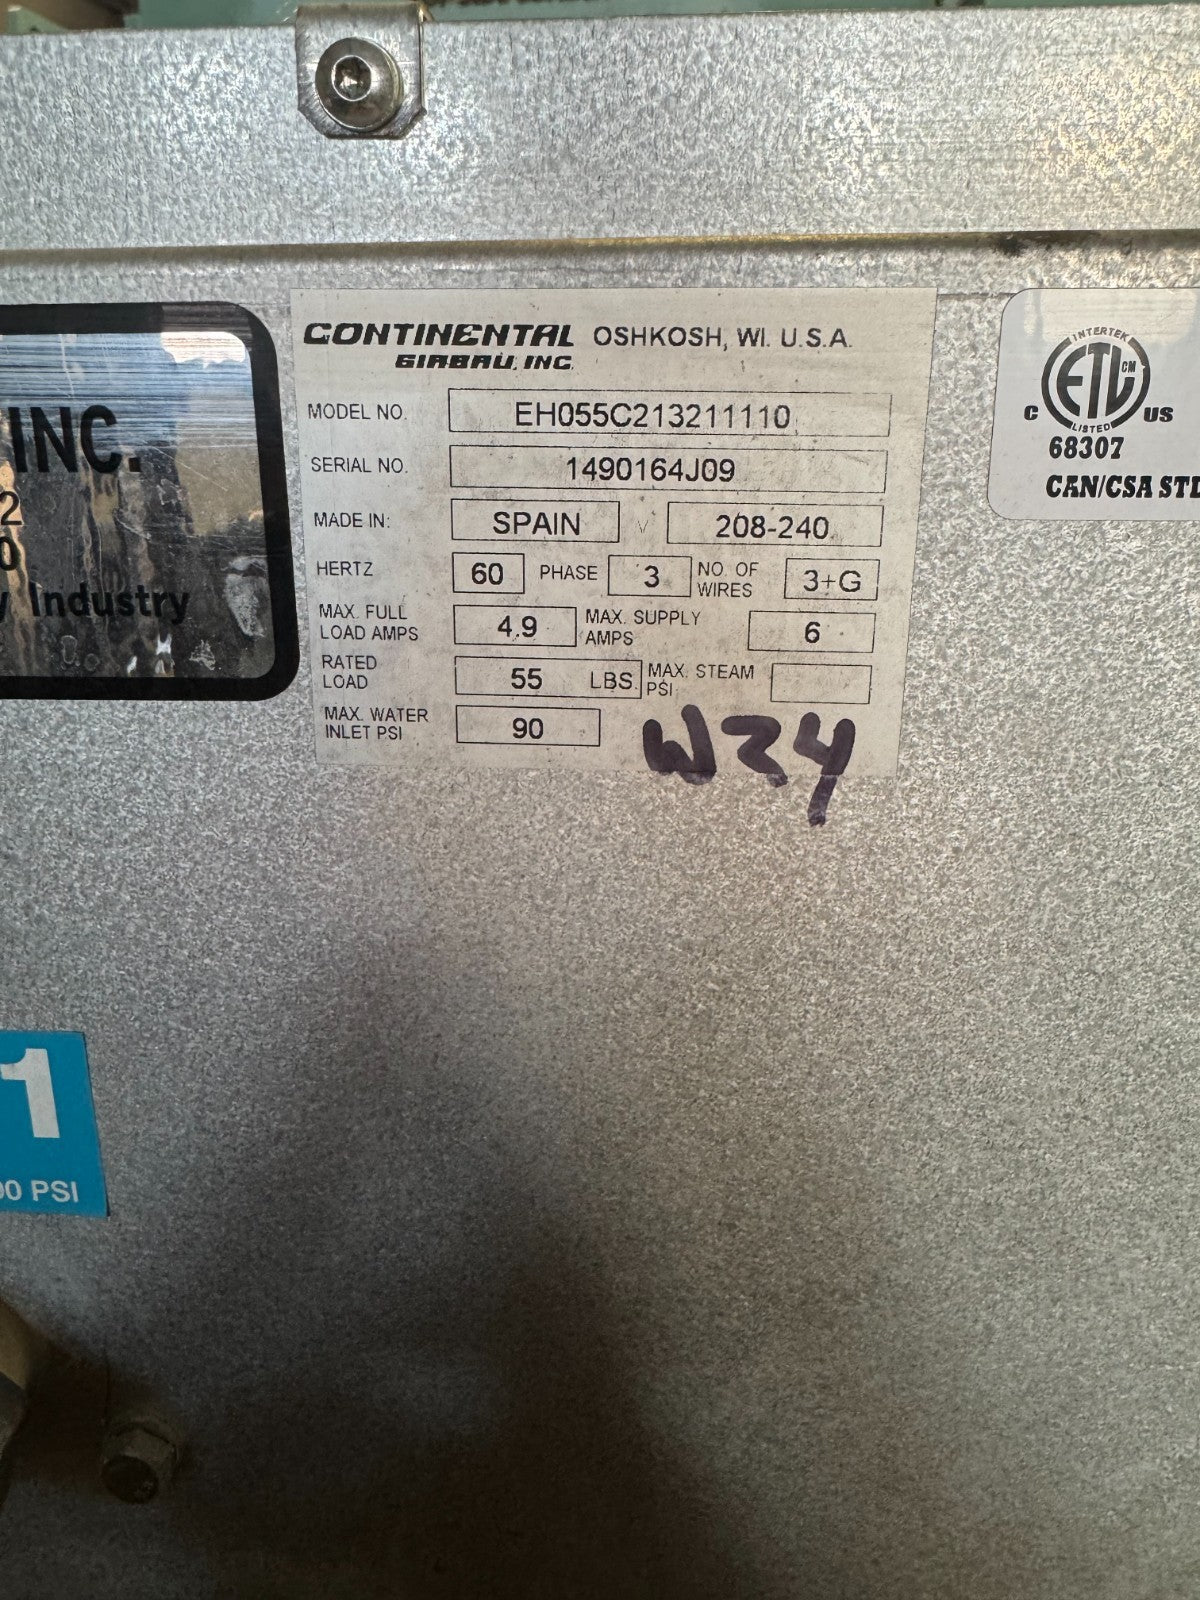 CONTINENTAL OSHKOSH, WI. U.S.A.
GIRBAU, INC.
MODEL NO. EH055C213211110
SERIAL NO. 1490164J09
MADE IN: SPAIN V 208-240
HERTZ 60 PHASE 3 NO. OF WIRES 3+G
MAX. FULL LOAD AMPS 4.9 MAX. SUPPLY AMPS 6
RATED LOAD 55 LBS. MAX. STEAM PSI
MAX. WATER INLET PSI 90
W24
INC.
2
0
Industry
INTERTEK
ETL CM
LISTED
C US
68307
CAN/CSA STD
1
00 PSI